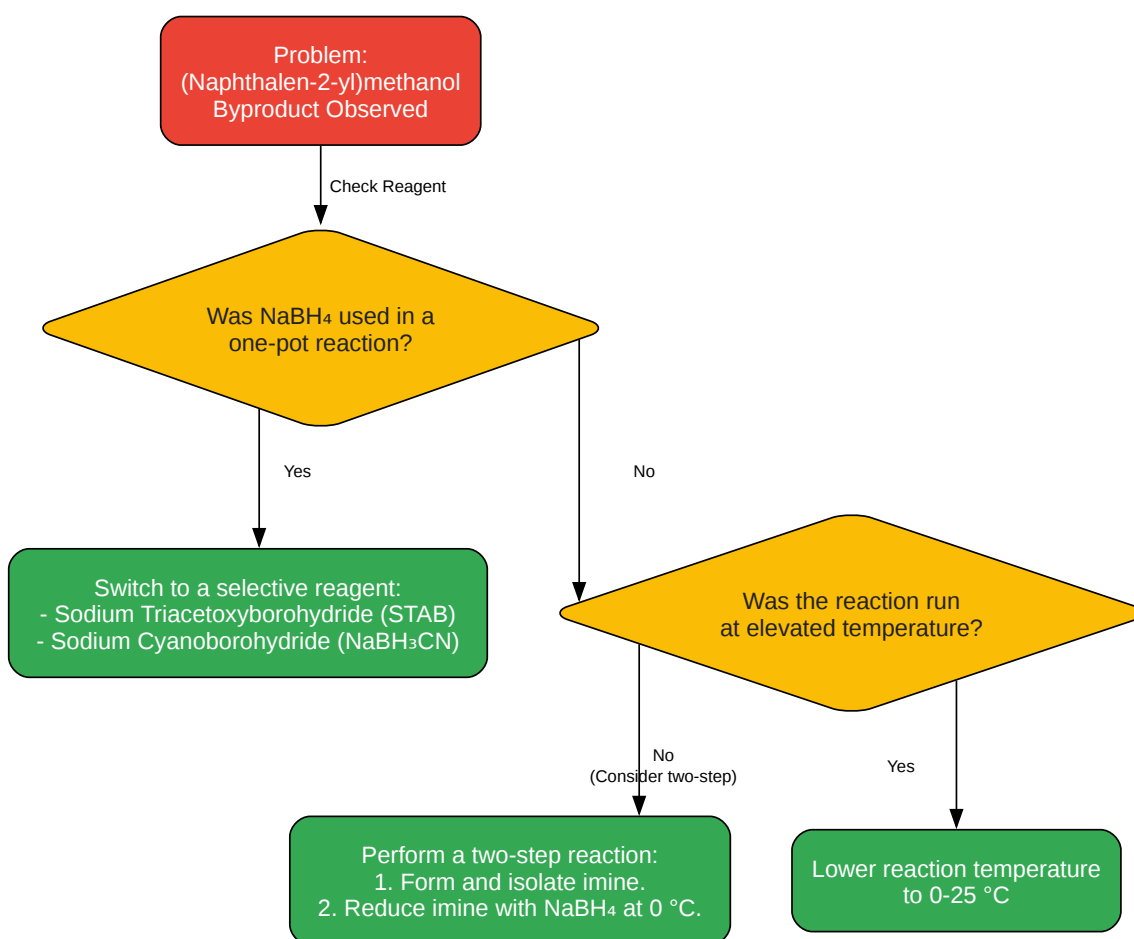 Problem:
(Naphthalen-2-yl)methanol
Byproduct Observed
Check Reagent
Was NaBH₄ used in a
one-pot reaction?
Yes
No
Switch to a selective reagent:
- Sodium Triacetoxyborohydride (STAB)
- Sodium Cyanoborohydride (NaBH₃CN)
Was the reaction run
at elevated temperature?
No
(Consider two-step)
Yes
Perform a two-step reaction:
1. Form and isolate imine.
2. Reduce imine with NaBH₄ at 0 °C.
Lower reaction temperature
to 0-25 °C